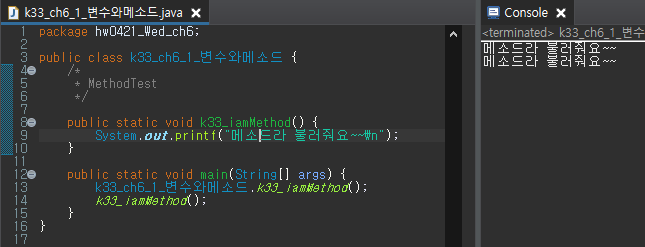 k33_ch6_1_변수와메소드.java
1 package hw0421_Wed_ch6;
2
3 public class k33_ch6_1_변수와메소드 {
4 /*
5 * MethodTest
6 */
7
8 public static void k33_iamMethod() {
9 System.out.printf("메소드라 불러줘요~~₩n");
10 }
11
12 public static void main(String[] args) {
13 k33_ch6_1_변수와메소드.k33_iamMethod();
14 k33_iamMethod();
15 }
16 }
17
Console
<terminated> k33_ch6_1_변수
메소드라 불러줘요~~
메소드라 불러줘요~~